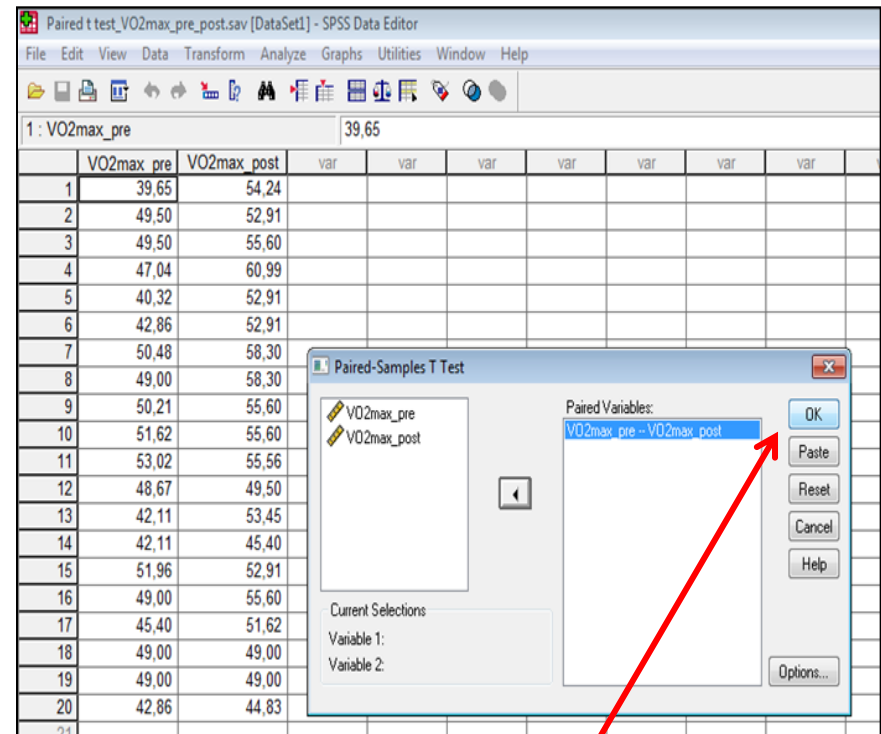 Paired t test_VO2max_pre_post.sav [DataSet1] - SPSS Data Editor
File Edit View Data Transform Analyze Graphs Utilities Window Help
1 : VO2max_pre 39,65
VO2max_pre VO2max_post var var var var var var var
1 39,65 54,24
2 49,50 52,91
3 49,50 55,60
4 47,04 60,99
5 40,32 52,91
6 42,86 52,91
7 50,48 58,30
8 49,00 58,30
9 50,21 55,60
10 51,62 55,60
11 53,02 55,56
12 48,67 49,50
13 42,11 53,45
14 42,11 45,40
15 51,96 52,91
16 49,00 55,60
17 45,40 51,62
18 49,00 49,00
19 49,00 49,00
20 42,86 44,83
21
Paired-Samples T Test
VO2max_pre
VO2max_post
Paired Variables:
VO2max_pre -- VO2max_post
OK
Paste
Reset
Cancel
Help
Current Selections
Variable 1:
Variable 2:
Options...